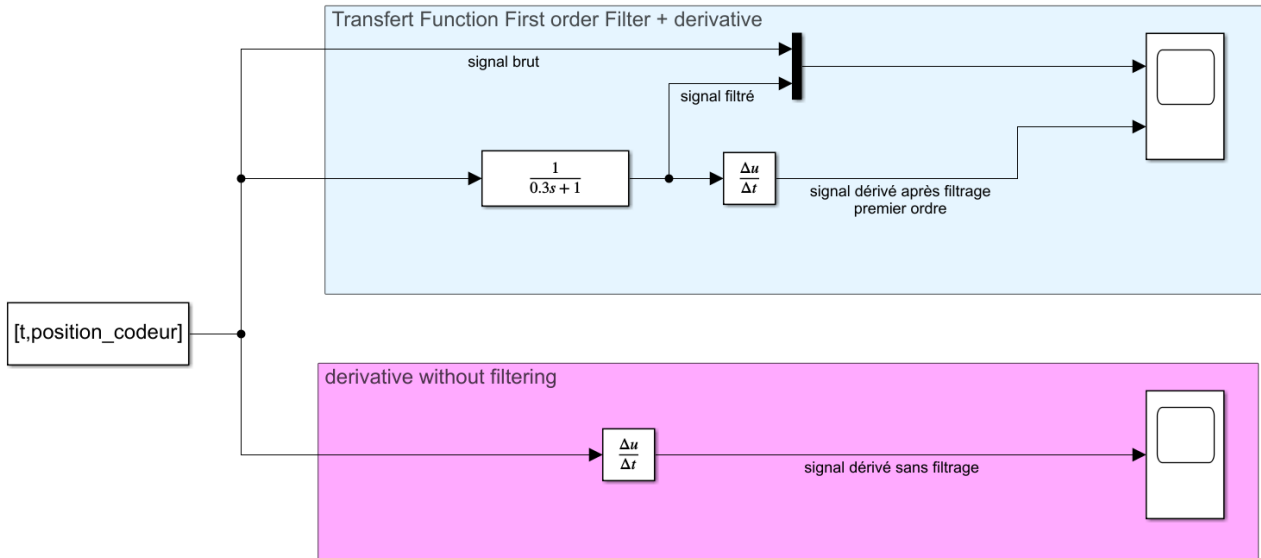 Transfert Function First order Filter + derivative
signal brut
signal filtré
1
0.3s + 1
Δu
Δt
signal dérivé après filtrage
premier ordre
[t,position_codeur]
derivative without filtering
Δu
Δt
signal dérivé sans filtrage